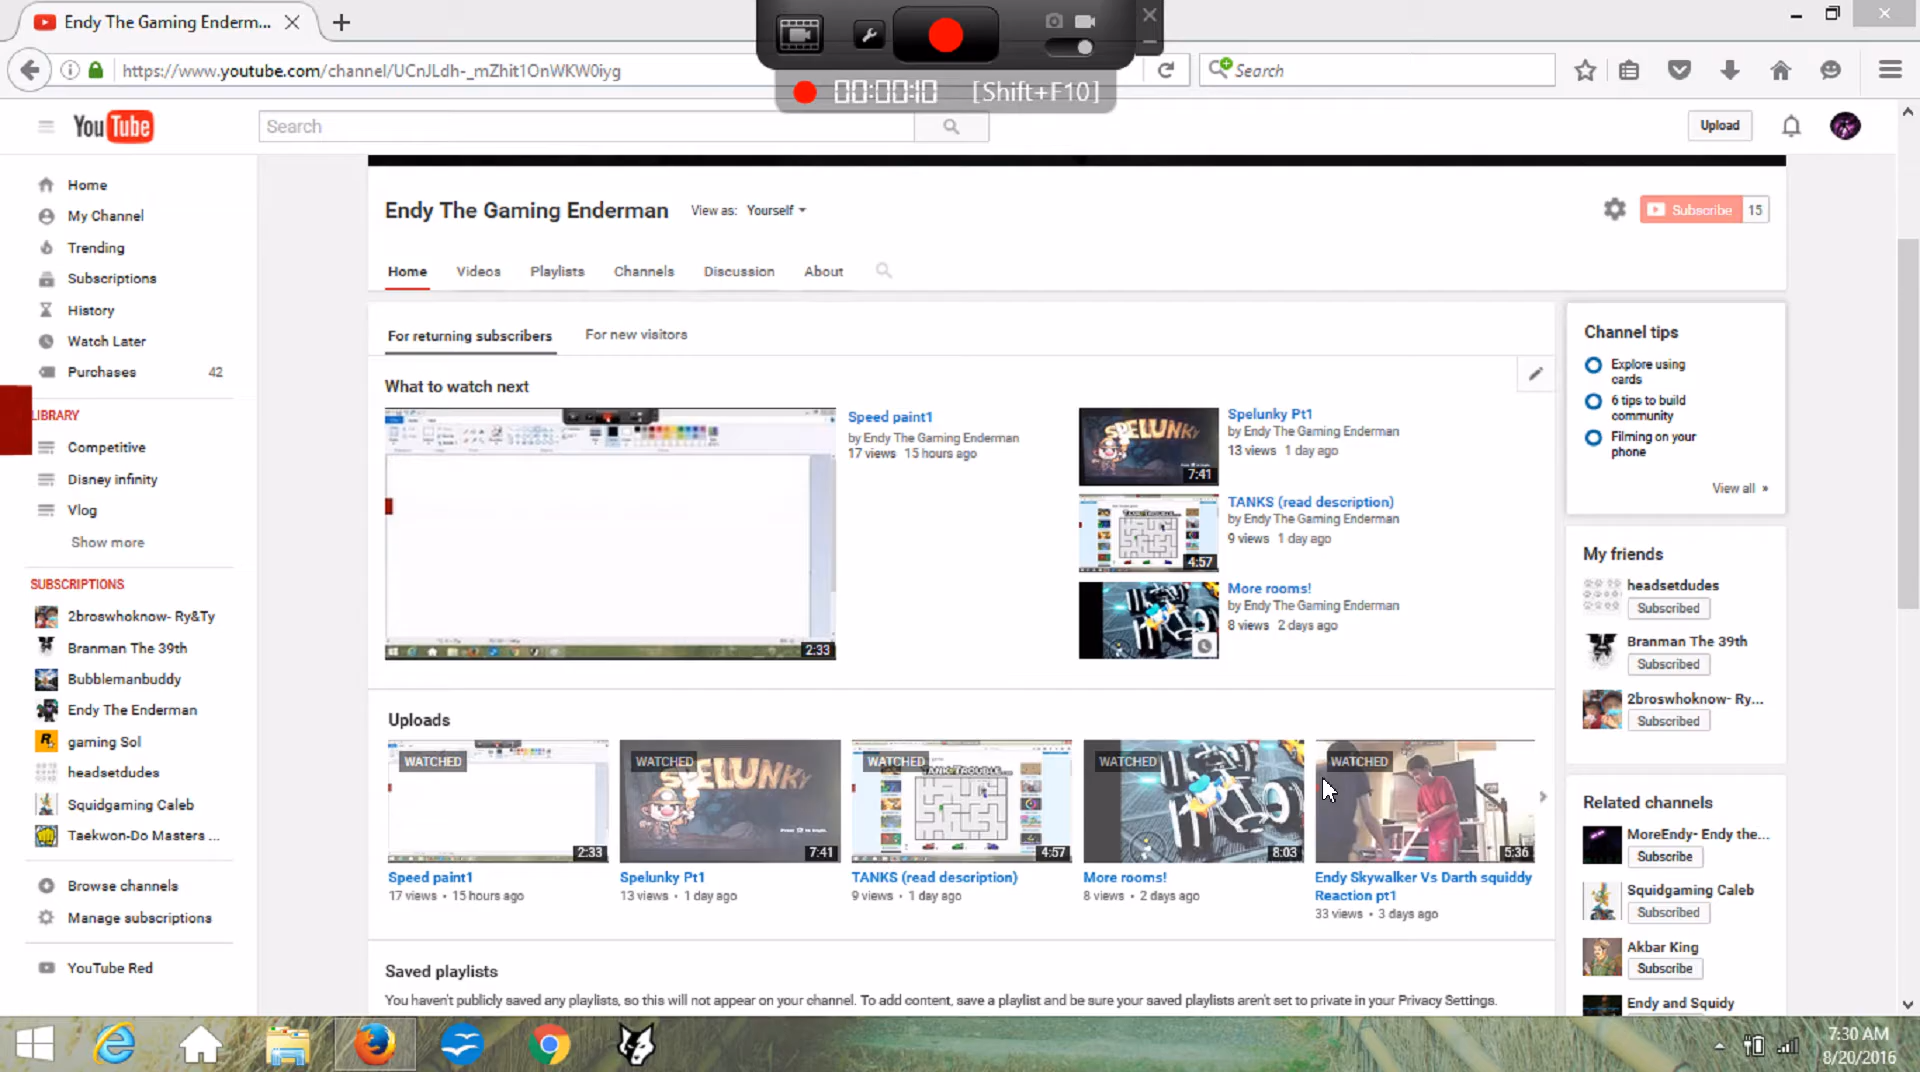 Endy The Gaming Enderm...
https://www.youtube.com/channel/UCnJLdh-_mZhit1OnWKW0iyg
Search
00:00:10 [Shift+F10]
YouTube
Search
Upload
Home
My Channel
Trending
Subscriptions
History
Watch Later
Purchases 42
LIBRARY
Competitive
Disney infinity
Vlog
Show more
SUBSCRIPTIONS
2broswhoknow- Ry&Ty
Branman The 39th
Bubblemanbuddy
Endy The Enderman
gaming Sol
headsetdudes
Squidgaming Caleb
Taekwon-Do Masters ...
Browse channels
Manage subscriptions
YouTube Red
Endy The Gaming Enderman View as: Yourself
Subscribe 15
Home Videos Playlists Channels Discussion About
For returning subscribers For new visitors
What to watch next
2:33
Speed paint1
by Endy The Gaming Enderman
17 views 15 hours ago
SPELUNKY
7:41
Spelunky Pt1
by Endy The Gaming Enderman
13 views 1 day ago
4:57
TANKS (read description)
by Endy The Gaming Enderman
9 views 1 day ago
More rooms!
by Endy The Gaming Enderman
8 views 2 days ago
Uploads
WATCHED
2:33
Speed paint1
17 views • 15 hours ago
WATCHED
SPELUNKY
7:41
Spelunky Pt1
13 views • 1 day ago
WATCHED
TANK TROUBLE
4:57
TANKS (read description)
9 views • 1 day ago
WATCHED
8:03
More rooms!
8 views • 2 days ago
WATCHED
5:36
Endy Skywalker Vs Darth squiddy
Reaction pt1
33 views • 3 days ago
Saved playlists
You haven't publicly saved any playlists, so this will not appear on your channel. To add content, save a playlist and be sure your saved playlists aren't set to private in your Privacy Settings.
Channel tips
Explore using
cards
6 tips to build
community
Filming on your
phone
View all »
My friends
headsetdudes
Subscribed
Branman The 39th
Subscribed
2broswhoknow- Ry...
Subscribed
Related channels
MoreEndy- Endy the...
Subscribe
Squidgaming Caleb
Subscribed
Akbar King
Subscribe
Endy and Squidy
7:30 AM
8/20/2016